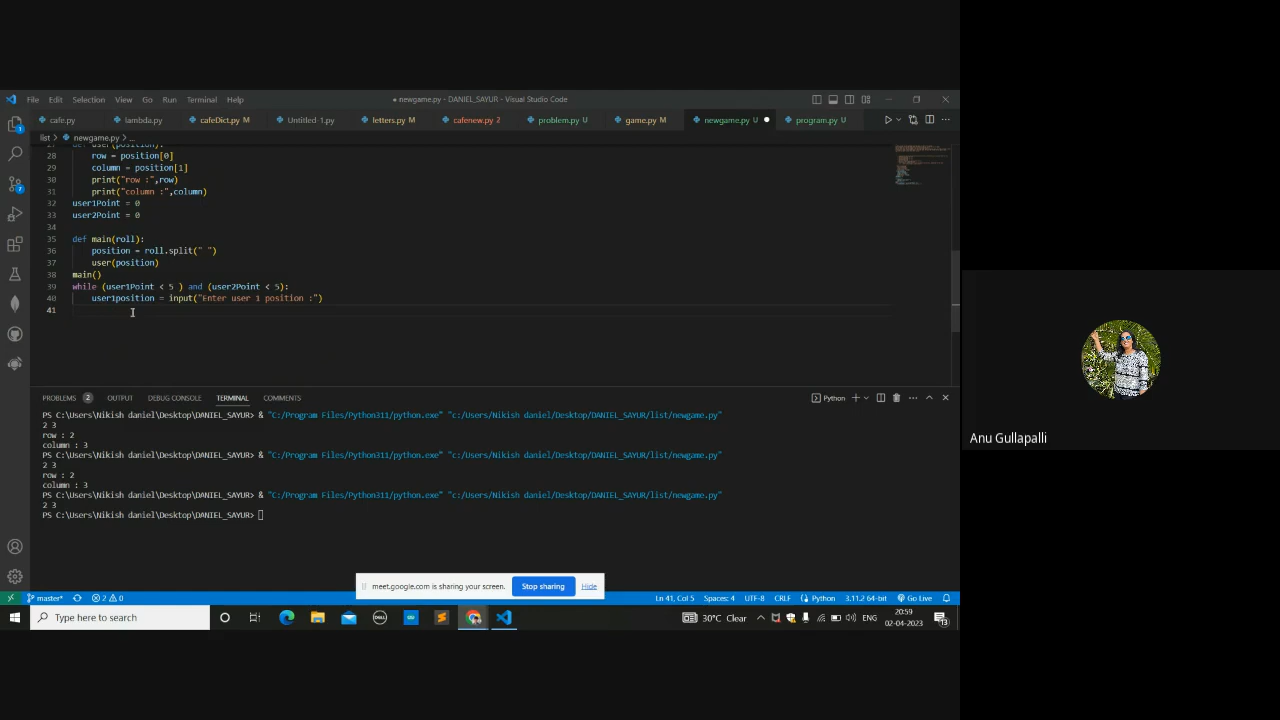 File Edit Selection View Go Run Terminal Help
● newgame.py - DANIEL_SAYUR - Visual Studio Code
cafe.py lambda.py cafeDict.py M Untitled-1.py letters.py M cafenew.py 2 problem.py U game.py M newgame.py U ● program.py U
list > newgame.py > ...
27 def user(position):
28 row = position[0]
29 column = position[1]
30 print("row :",row)
31 print("column :",column)
32 user1Point = 0
33 user2Point = 0
34
35 def main(roll):
36 position = roll.split(" ")
37 user(position)
38 main()
39 while (user1Point < 5 ) and (user2Point < 5):
40 user1position = input("Enter user 1 position :")
41
Anu Gullapalli
PROBLEMS 2 OUTPUT DEBUG CONSOLE TERMINAL COMMENTS
Python
PS C:\Users\Nikish daniel\Desktop\DANIEL_SAYUR> & "C:/Program Files/Python311/python.exe" "c:/Users/Nikish daniel/Desktop/DANIEL_SAYUR/list/newgame.py"
2 3
row : 2
column : 3
PS C:\Users\Nikish daniel\Desktop\DANIEL_SAYUR> & "C:/Program Files/Python311/python.exe" "c:/Users/Nikish daniel/Desktop/DANIEL_SAYUR/list/newgame.py"
2 3
row : 2
column : 3
PS C:\Users\Nikish daniel\Desktop\DANIEL_SAYUR> & "C:/Program Files/Python311/python.exe" "c:/Users/Nikish daniel/Desktop/DANIEL_SAYUR/list/newgame.py"
2 3
PS C:\Users\Nikish daniel\Desktop\DANIEL_SAYUR>
meet.google.com is sharing your screen. Stop sharing Hide
master* 2 0 Ln 41, Col 5 Spaces: 4 UTF-8 CRLF Python 3.11.2 64-bit Go Live
Type here to search
30°C Clear ENG
20:59
02-04-2023